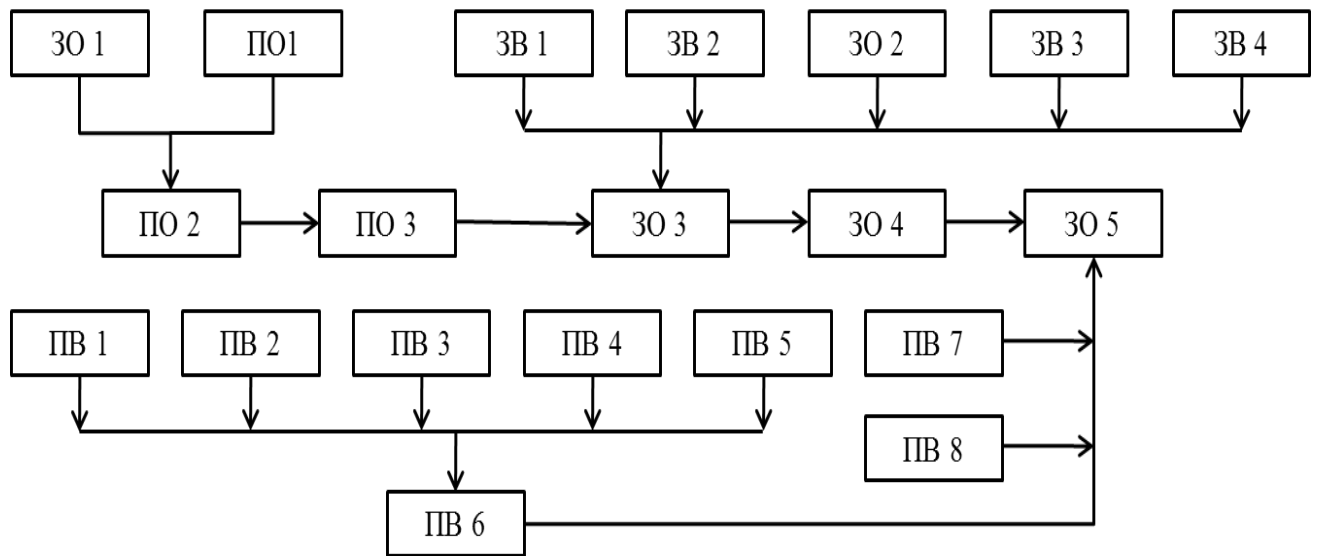 ЗО 1
ПО1
ЗВ 1
ЗВ 2
ЗО 2
ЗВ 3
ЗВ 4
ПО 2
ПО 3
ЗО 3
ЗО 4
ЗО 5
ПВ 1
ПВ 2
ПВ 3
ПВ 4
ПВ 5
ПВ 7
ПВ 8
ПВ 6